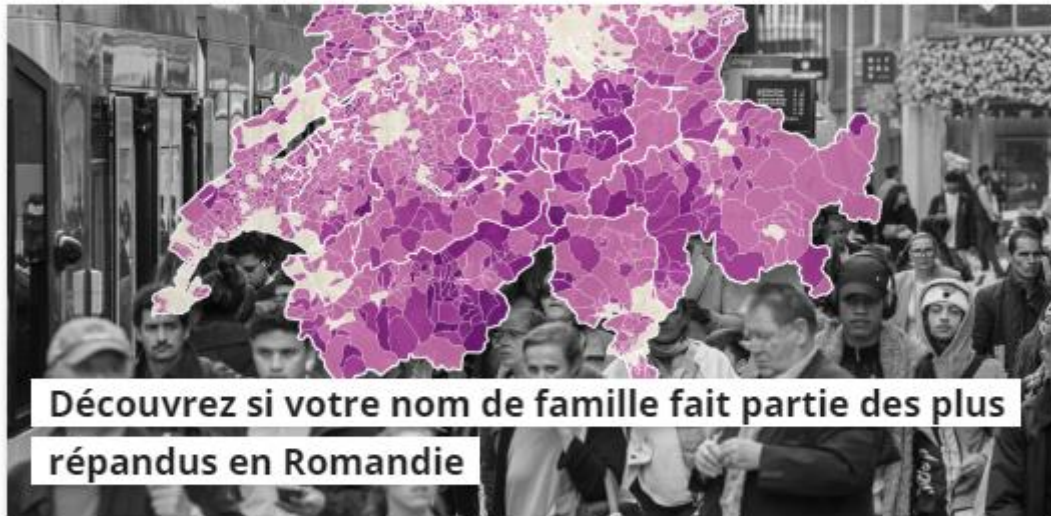 Découvrez si votre nom de famille fait partie des plus
répandus en Romandie